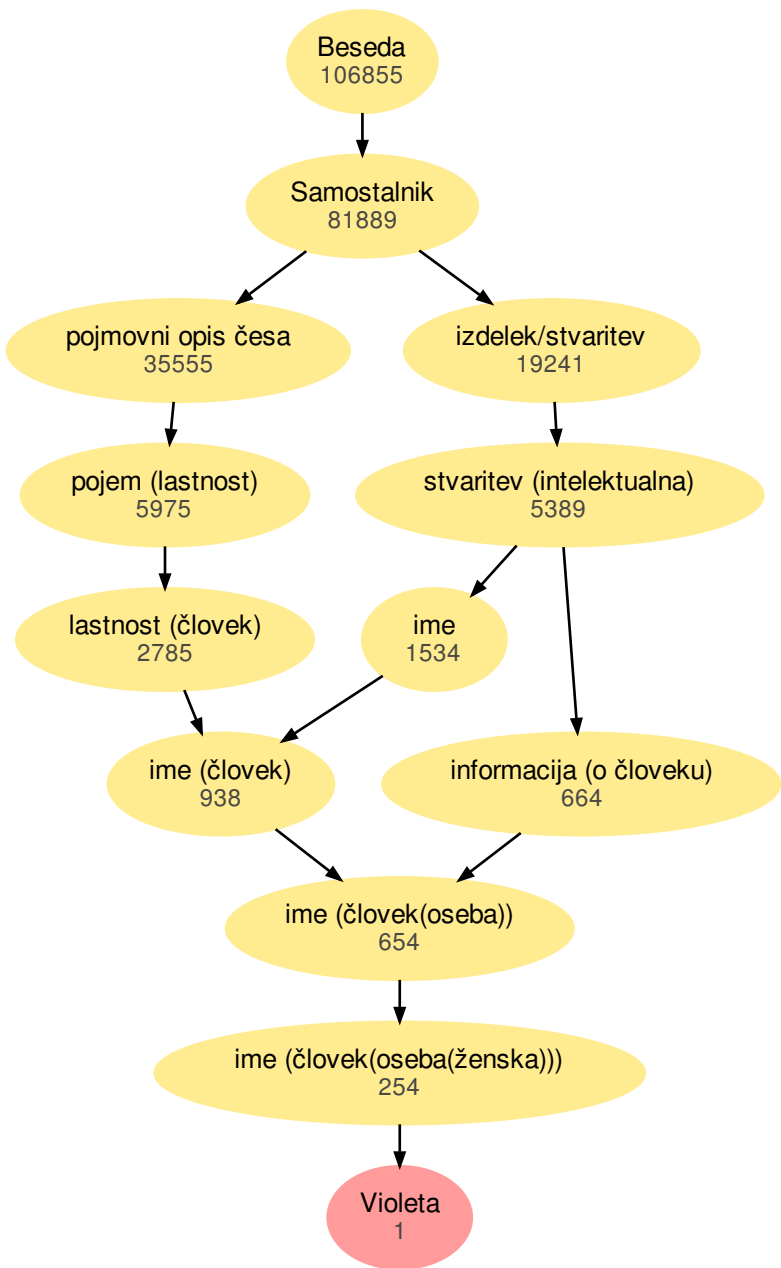 Beseda
106855
Samostalnik
81889
pojmovni opis česa
35555
izdelek/stvaritev
19241
pojem (lastnost)
5975
stvaritev (intelektualna)
5389
lastnost (človek)
2785
ime
1534
ime (človek)
938
informacija (o človeku)
664
ime (človek(oseba))
654
ime (človek(oseba(ženska)))
254
Violeta
1